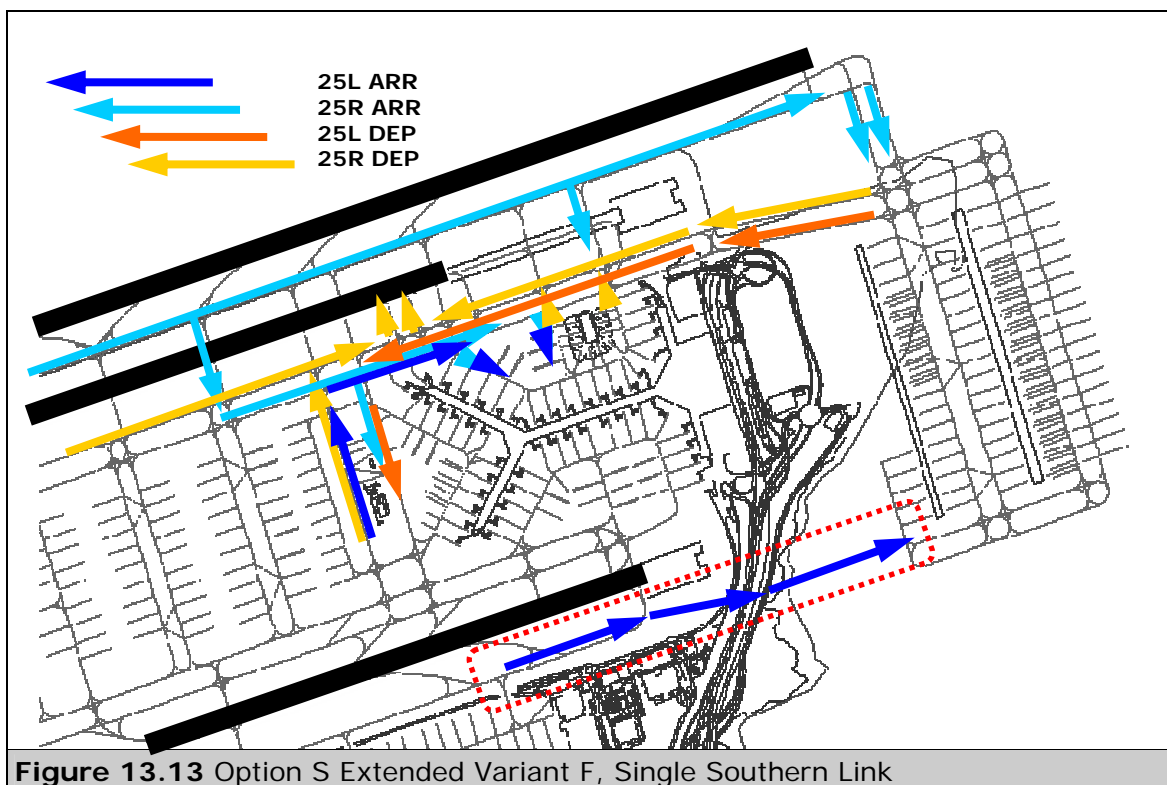 25L ARR
25R ARR
25L DEP
25R DEP
Figure 13.13 Option S Extended Variant F, Single Southern Link